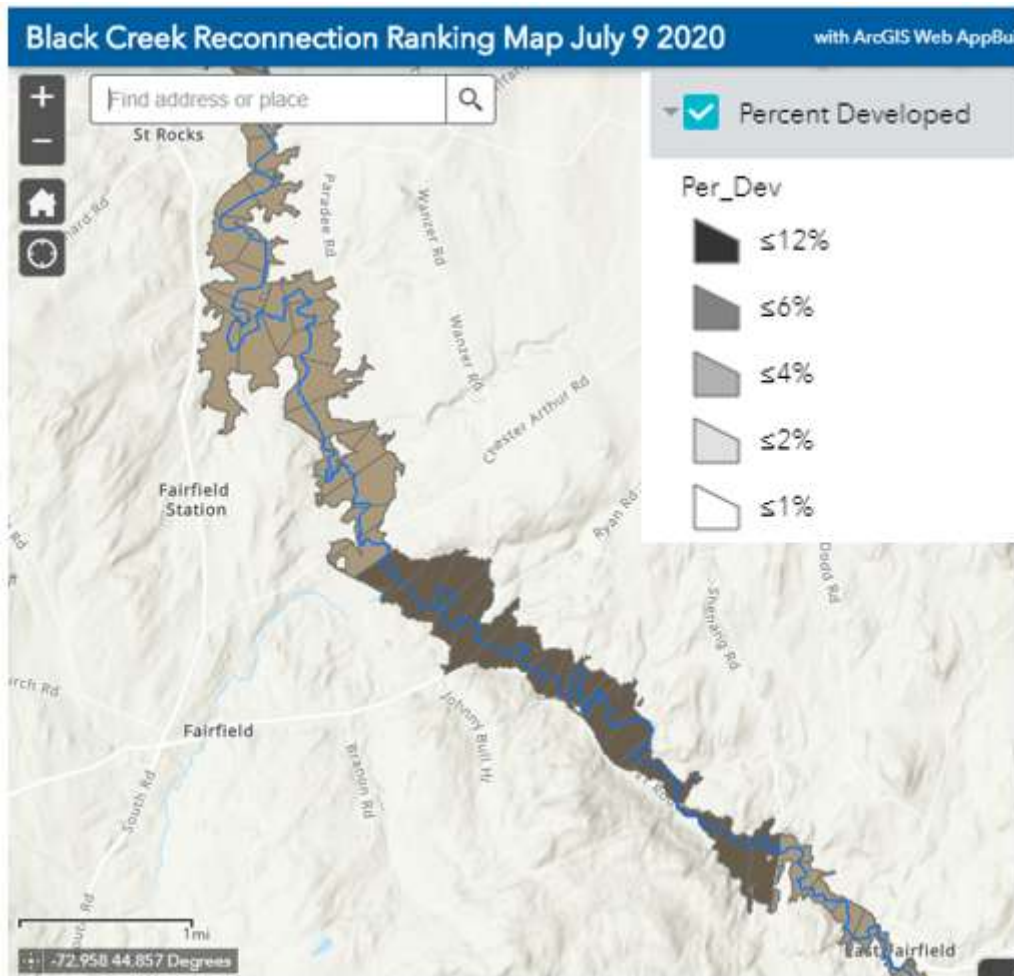 Black Creek Reconnection Ranking Map July 9 2020
with ArcGIS Web AppBu
Find address or place
Percent Developed
Per_Dev
≤12%
≤6%
≤4%
≤2%
≤1%
St Rocks
Paradee Rd
Wanzer Rd
Wanzer Rd
Chester Arthur Rd
Fairfield
Station
Ryan Rd
Dodd Rd
Shenang Rd
Rd
urch Rd
Fairfield
Johnny Bull Hl
Branon Rd
South Rd
East Fairfield
1mi
-72.958 44.857 Degrees